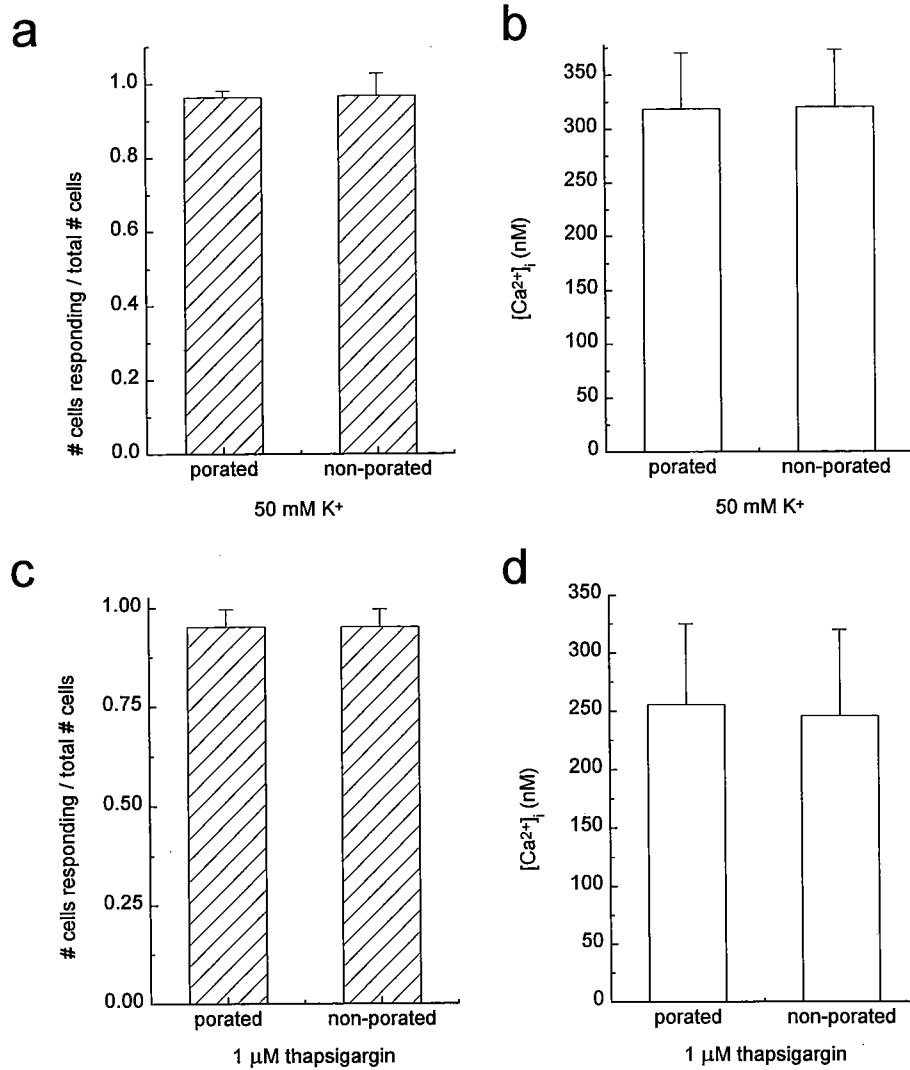 a
# cells responding / total # cells
1.0
0.8
0.6
0.4
0.2
0.0
porated non-porated
50 mM K⁺
b
[Ca²⁺]ᵢ (nM)
350
300
250
200
150
100
50
0
porated non-porated
50 mM K⁺
c
# cells responding / total # cells
1.00
0.75
0.50
0.25
0.00
porated non-porated
1 μM thapsigargin
d
[Ca²⁺]ᵢ (nM)
350
300
250
200
150
100
50
0
porated non-porated
1 μM thapsigargin